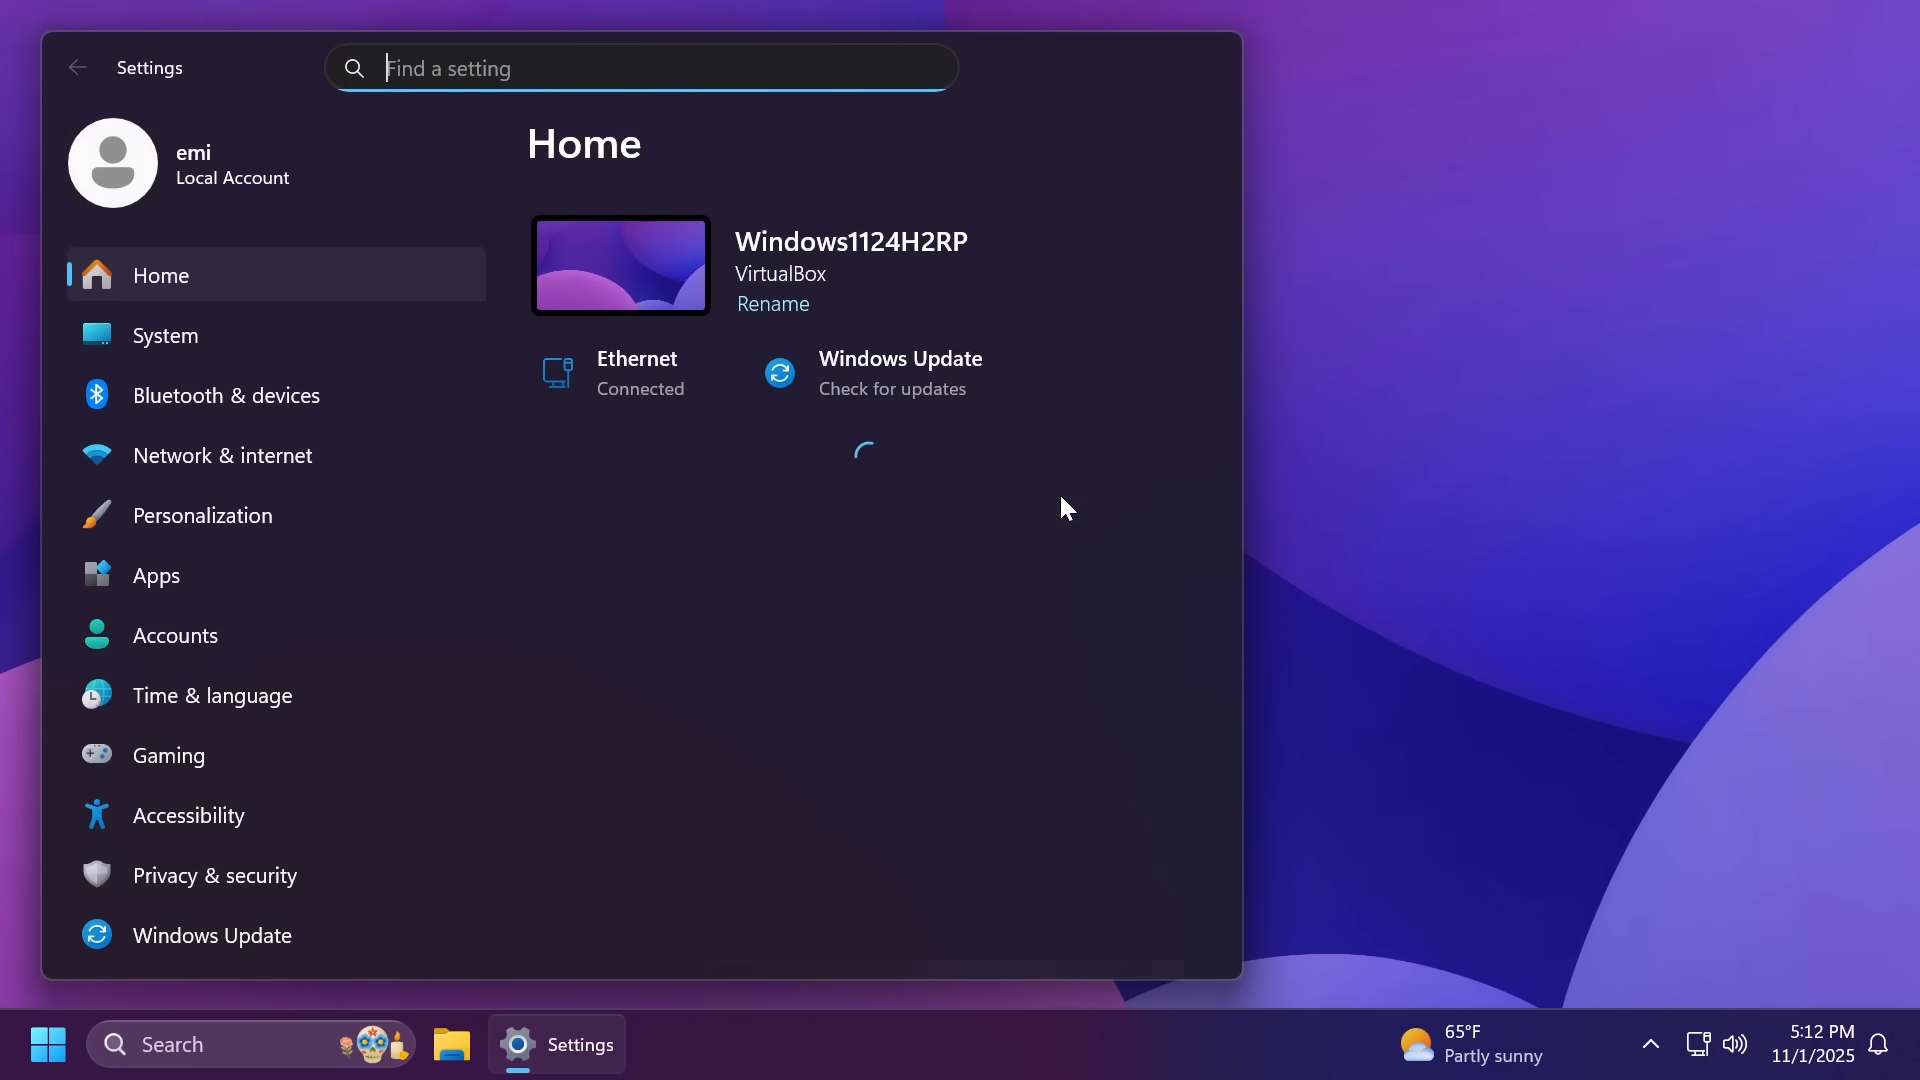 Settings
Find a setting
emi
Local Account
Home
System
Bluetooth & devices
Network & internet
Personalization
Apps
Accounts
Time & language
Gaming
Accessibility
Privacy & security
Windows Update
Home
Windows1124H2RP
VirtualBox
Rename
Ethernet
Connected
Windows Update
Check for updates
Search
Settings
65°F
Partly sunny
5:12 PM
11/1/2025